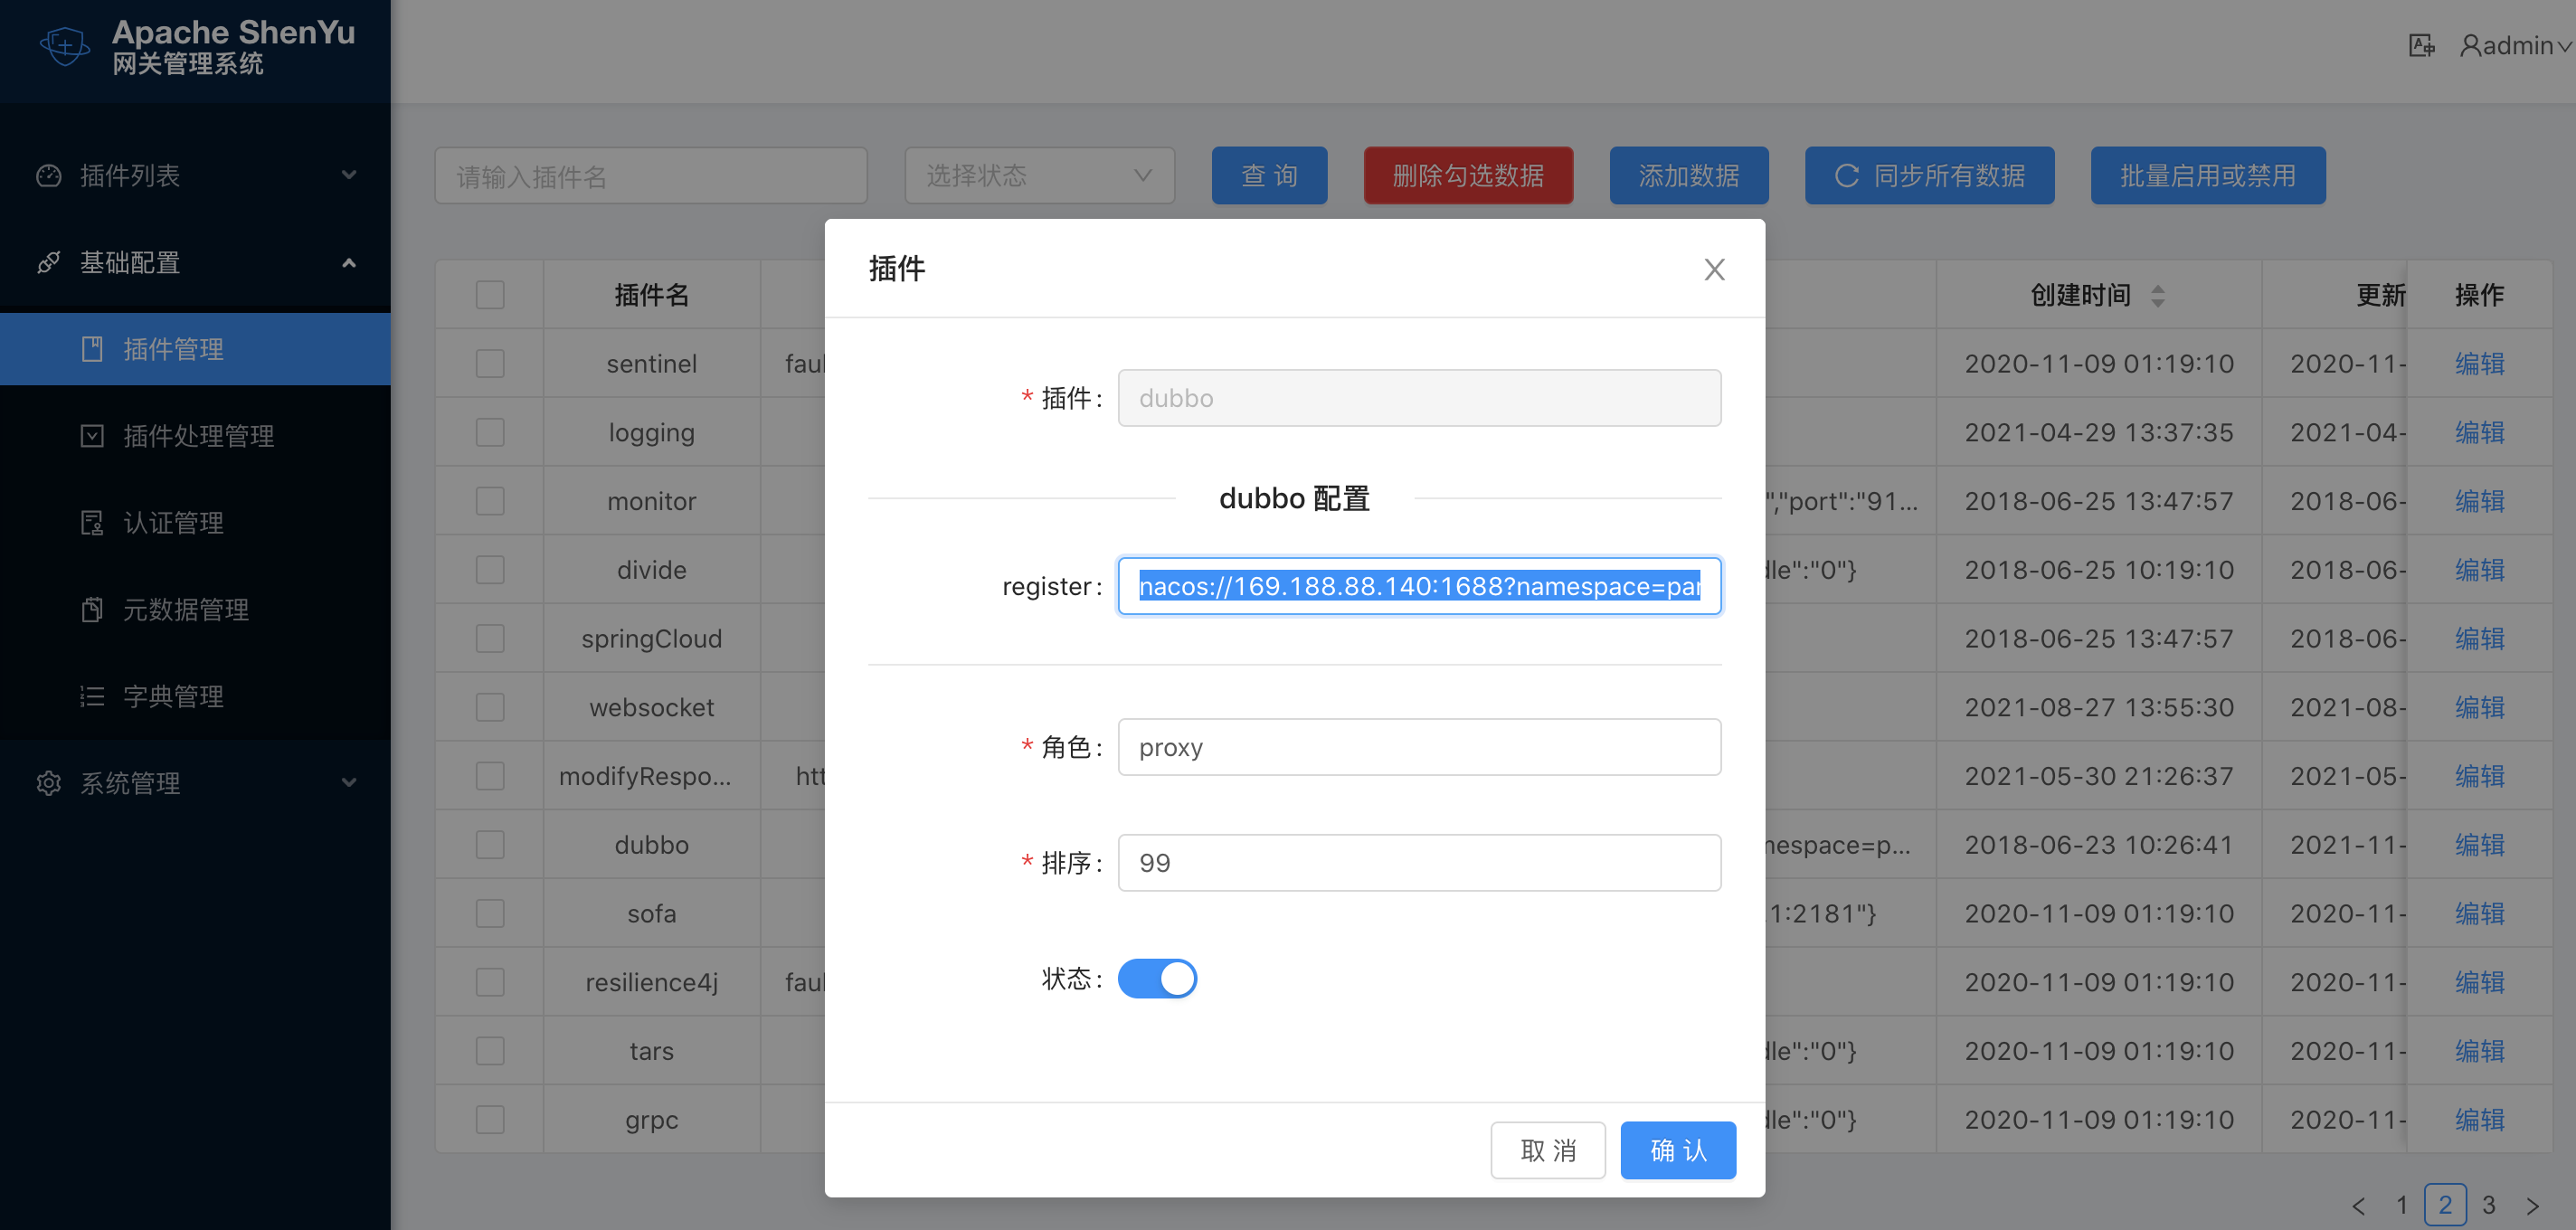 Apache ShenYu
网关管理系统
admin
插件列表
基础配置
插件管理
插件处理管理
认证管理
元数据管理
字典管理
系统管理
请输入插件名
选择状态
查 询
删除勾选数据
添加数据
同步所有数据
批量启用或禁用
插件名 创建时间 更新 操作
sentinel faul 2020-11-09 01:19:10 2020-11- 编辑
logging 2021-04-29 13:37:35 2021-04- 编辑
monitor ","port":"91... 2018-06-25 13:47:57 2018-06- 编辑
divide dle":"0"} 2018-06-25 10:19:10 2018-06- 编辑
springCloud 2018-06-25 13:47:57 2018-06- 编辑
websocket 2021-08-27 13:55:30 2021-08- 编辑
modifyRespo... htt 2021-05-30 21:26:37 2021-05- 编辑
dubbo nespace=p... 2018-06-23 10:26:41 2021-11- 编辑
sofa .1:2181"} 2020-11-09 01:19:10 2020-11- 编辑
resilience4j faul 2020-11-09 01:19:10 2020-11- 编辑
tars dle":"0"} 2020-11-09 01:19:10 2020-11- 编辑
grpc dle":"0"} 2020-11-09 01:19:10 2020-11- 编辑
< 1 2 3 >
插件
* 插件: dubbo
dubbo 配置
register: nacos://169.188.88.140:1688?namespace=par
* 角色: proxy
* 排序: 99
状态:
取 消
确 认